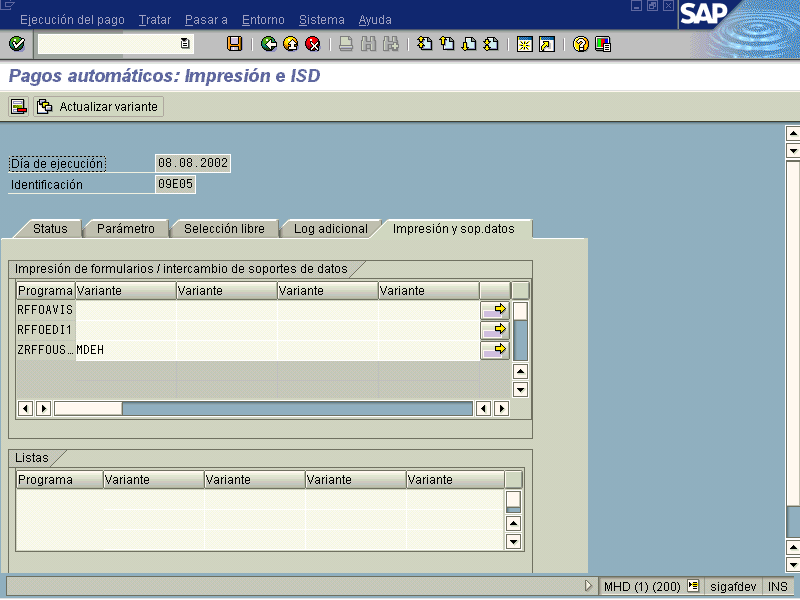 Ejecución del pago Tratar Pasar a Entorno Sistema Ayuda
SAP
Pagos automáticos: Impresión e ISD
Actualizar variante
Día de ejecución 08.08.2002
Identificación 09E05
Status Parámetro Selección libre Log adicional Impresión y sop.datos
Impresión de formularios / intercambio de soportes de datos
Programa Variante Variante Variante Variante
RFFOAVIS
RFFOEDI1
ZRFFOUS… MDEH
Listas
Programa Variante Variante Variante Variante
MHD (1) (200) sigafdev INS